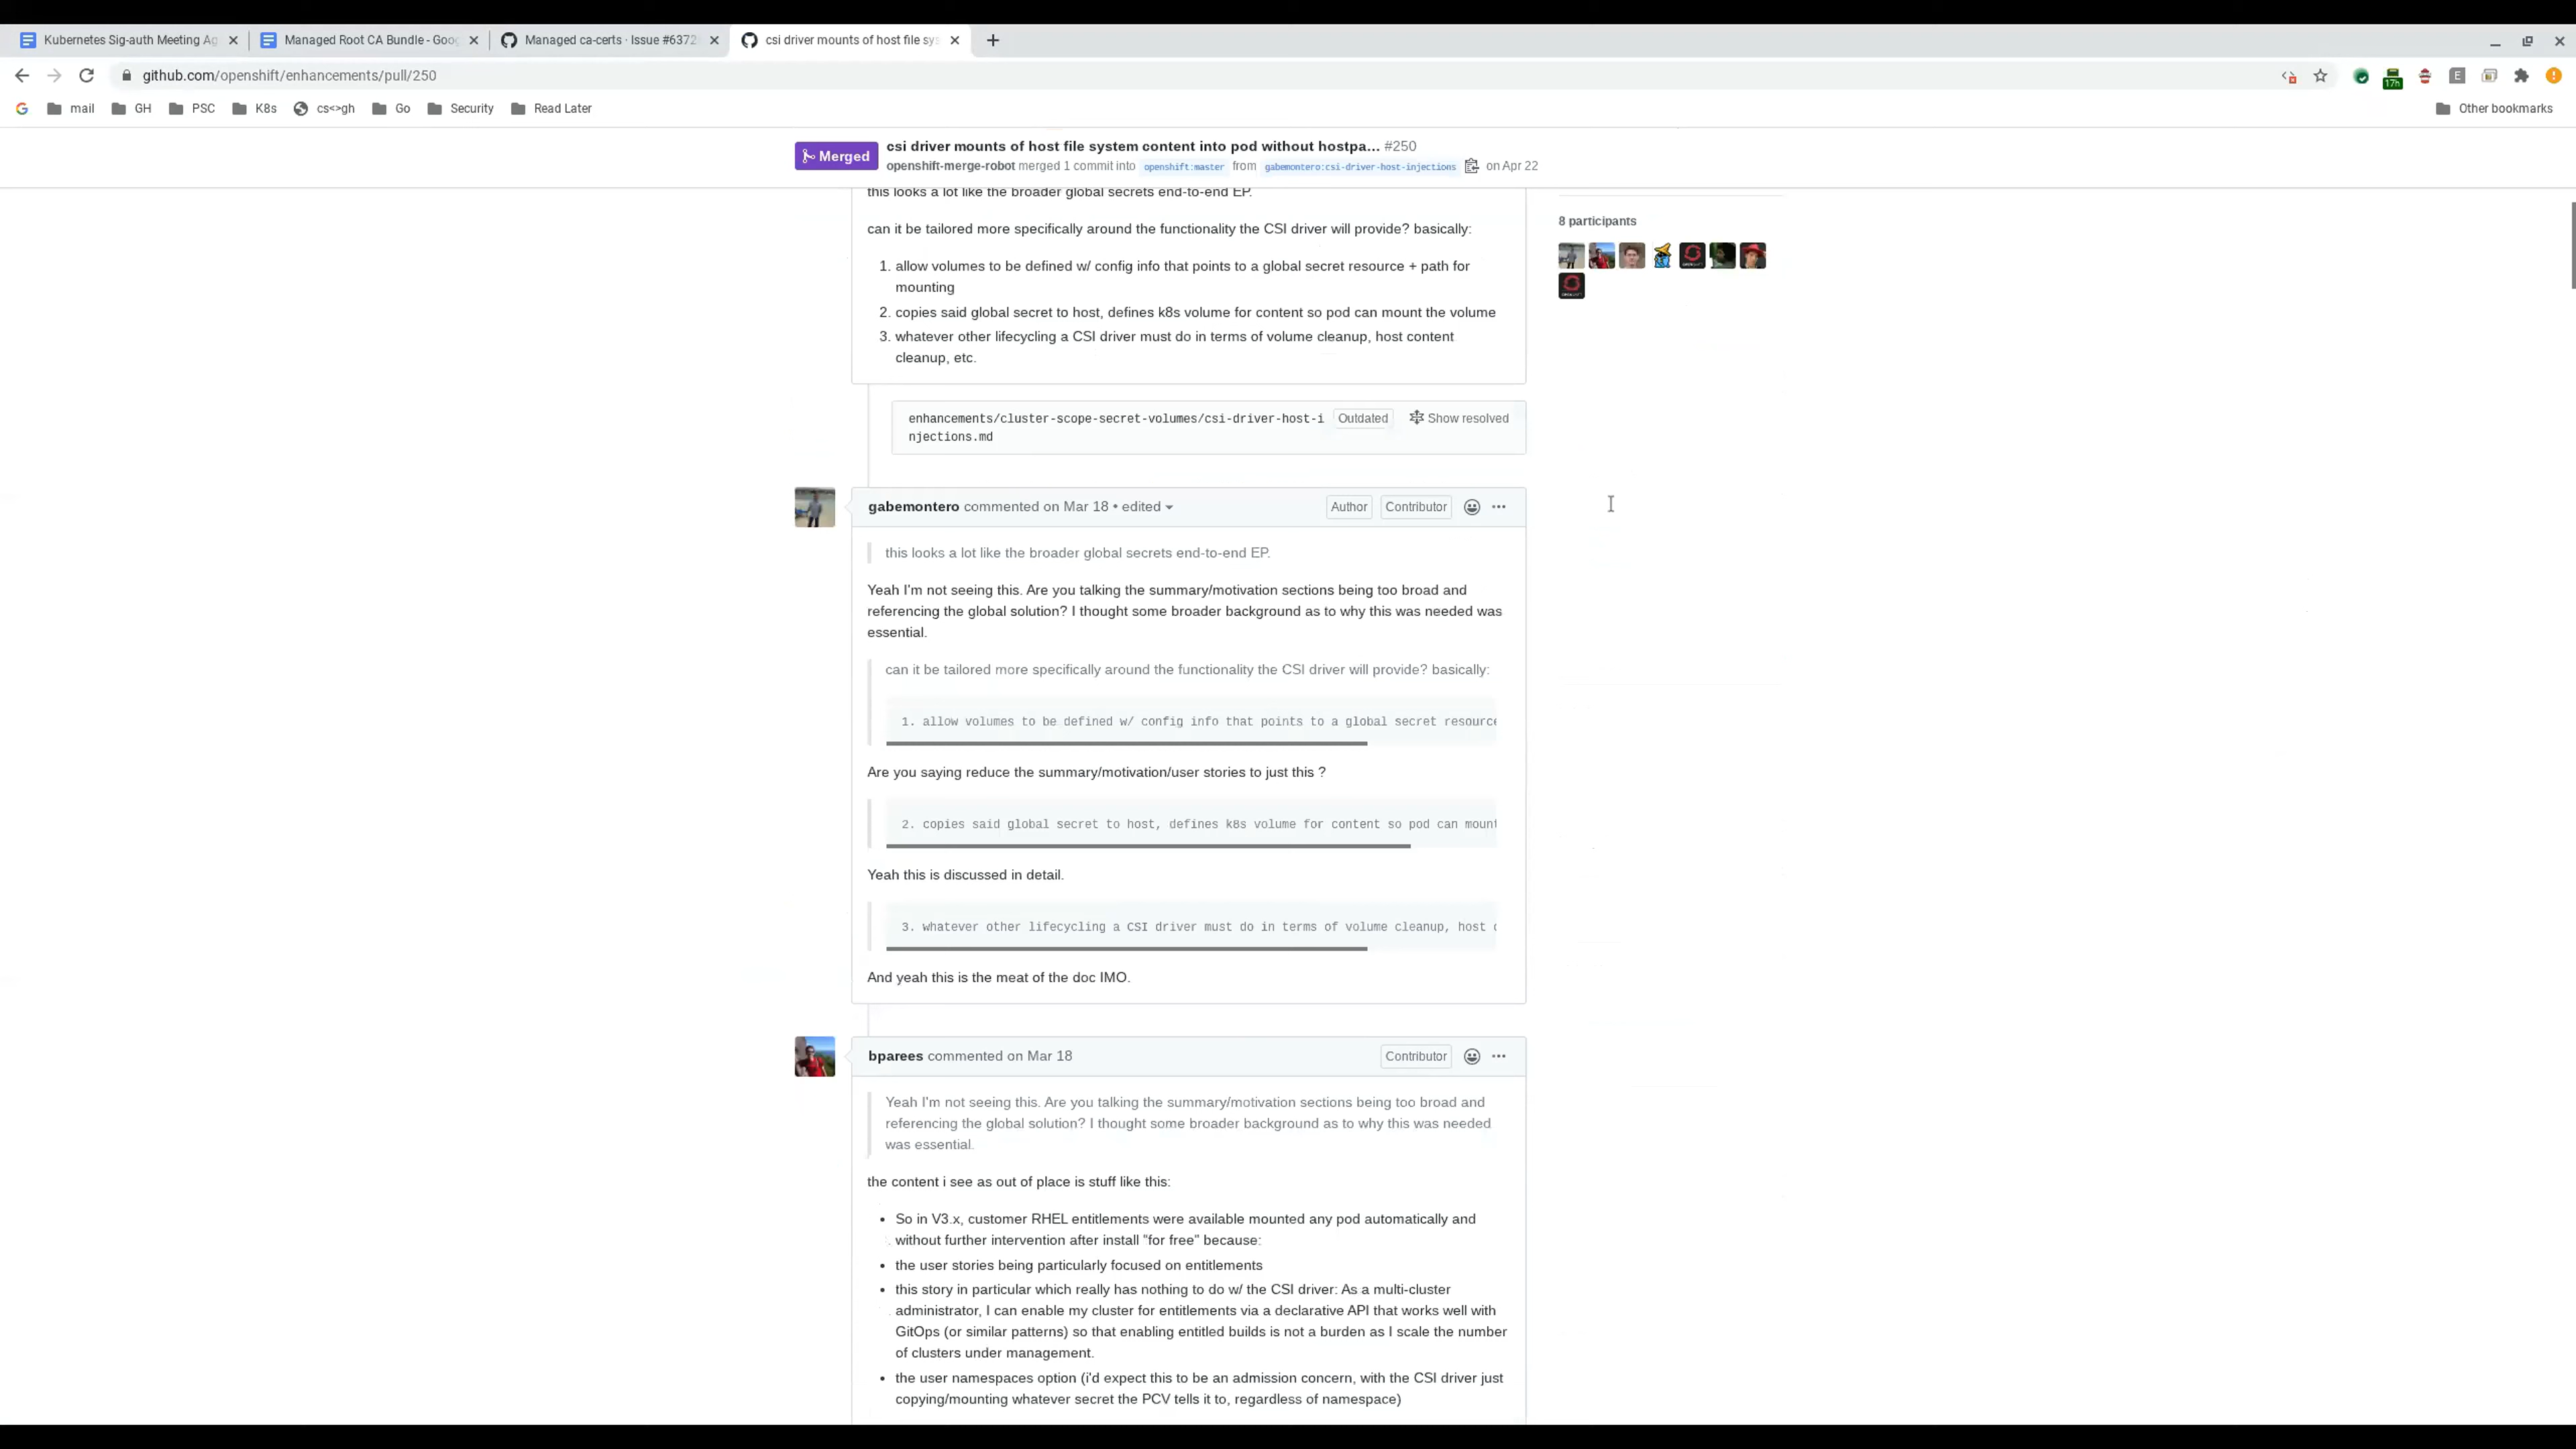 Kubernetes Sig-auth Meeting Ag
Managed Root CA Bundle - Goog
Managed ca-certs · Issue #6372
csi driver mounts of host file sys
github.com/openshift/enhancements/pull/250
17h
mail
GH
PSC
K8s
cs<>gh
Go
Security
Read Later
Other bookmarks
Merged
csi driver mounts of host file system content into pod without hostpa… #250
openshift-merge-robot merged 1 commit into openshift:master from gabemontero:csi-driver-host-injections on Apr 22
this looks a lot like the broader global secrets end-to-end EP.
can it be tailored more specifically around the functionality the CSI driver will provide? basically:
1. allow volumes to be defined w/ config info that points to a global secret resource + path for
mounting
2. copies said global secret to host, defines k8s volume for content so pod can mount the volume
3. whatever other lifecycling a CSI driver must do in terms of volume cleanup, host content
cleanup, etc.
8 participants
enhancements/cluster-scope-secret-volumes/csi-driver-host-i
njections.md
Outdated
Show resolved
gabemontero commented on Mar 18 • edited
Author
Contributor
this looks a lot like the broader global secrets end-to-end EP.
Yeah I'm not seeing this. Are you talking the summary/motivation sections being too broad and
referencing the global solution? I thought some broader background as to why this was needed was
essential.
can it be tailored more specifically around the functionality the CSI driver will provide? basically:
1. allow volumes to be defined w/ config info that points to a global secret resource
Are you saying reduce the summary/motivation/user stories to just this ?
2. copies said global secret to host, defines k8s volume for content so pod can mount
Yeah this is discussed in detail.
3. whatever other lifecycling a CSI driver must do in terms of volume cleanup, host c
And yeah this is the meat of the doc IMO.
bparees commented on Mar 18
Contributor
Yeah I'm not seeing this. Are you talking the summary/motivation sections being too broad and
referencing the global solution? I thought some broader background as to why this was needed
was essential.
the content i see as out of place is stuff like this:
• So in V3.x, customer RHEL entitlements were available mounted any pod automatically and
without further intervention after install "for free" because:
• the user stories being particularly focused on entitlements
• this story in particular which really has nothing to do w/ the CSI driver: As a multi-cluster
administrator, I can enable my cluster for entitlements via a declarative API that works well with
GitOps (or similar patterns) so that enabling entitled builds is not a burden as I scale the number
of clusters under management.
• the user namespaces option (i'd expect this to be an admission concern, with the CSI driver just
copying/mounting whatever secret the PCV tells it to, regardless of namespace)